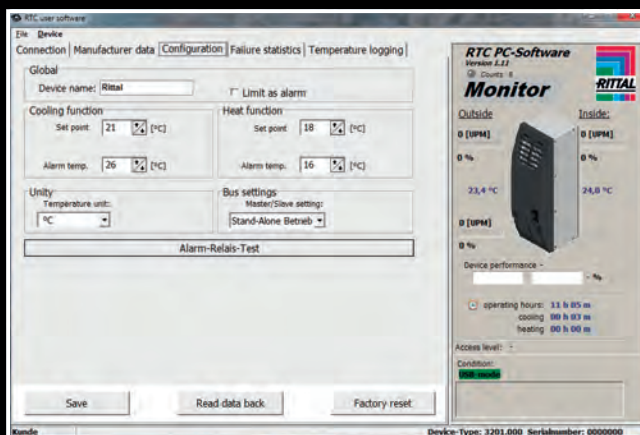 RTC user software
File Device
Connection Manufacturer data Configuration Failure statistics Temperature logging
Global
Device name: Rittal
Limit as alarm
Cooling function
Set point 21 [°C]
Alarm temp. 26 [°C]
Heat function
Set point 18 [°C]
Alarm temp. 16 [°C]
Unity
Temperature unit:
°C
Bus settings
Master/Slave setting:
Stand-Alone Betrieb
Alarm-Relais-Test
Save Read data back Factory reset
Kunde
RTC PC-Software
Version 1.11
Counts: 8
Monitor
RITTAL
Outside Inside:
0 [UPM] 0 [UPM]
0 % 0 %
23,4 °C 24,0 °C
0 [UPM]
0 %
Device performance -
- %
operating hours: 11 h 05 m
cooling 00 h 03 m
heating 00 h 00 m
Access level: -
Condition:
USB-mode
Device-Type: 3201.000 Serialnumber: 0000000